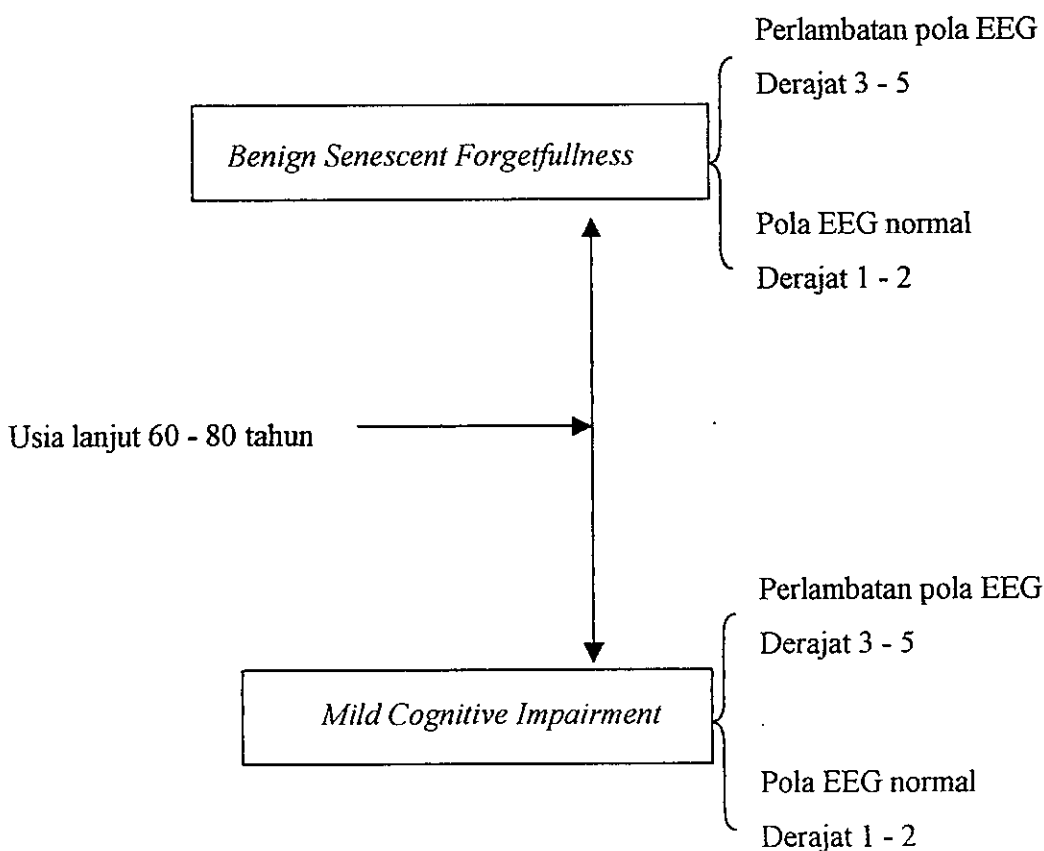 Perlambatan pola EEG
Derajat 3 - 5
Benign Senescent Forgetfullness
Pola EEG normal
Derajat 1 - 2
Usia lanjut 60 - 80 tahun
Perlambatan pola EEG
Derajat 3 - 5
Mild Cognitive Impairment
Pola EEG normal
Derajat 1 - 2